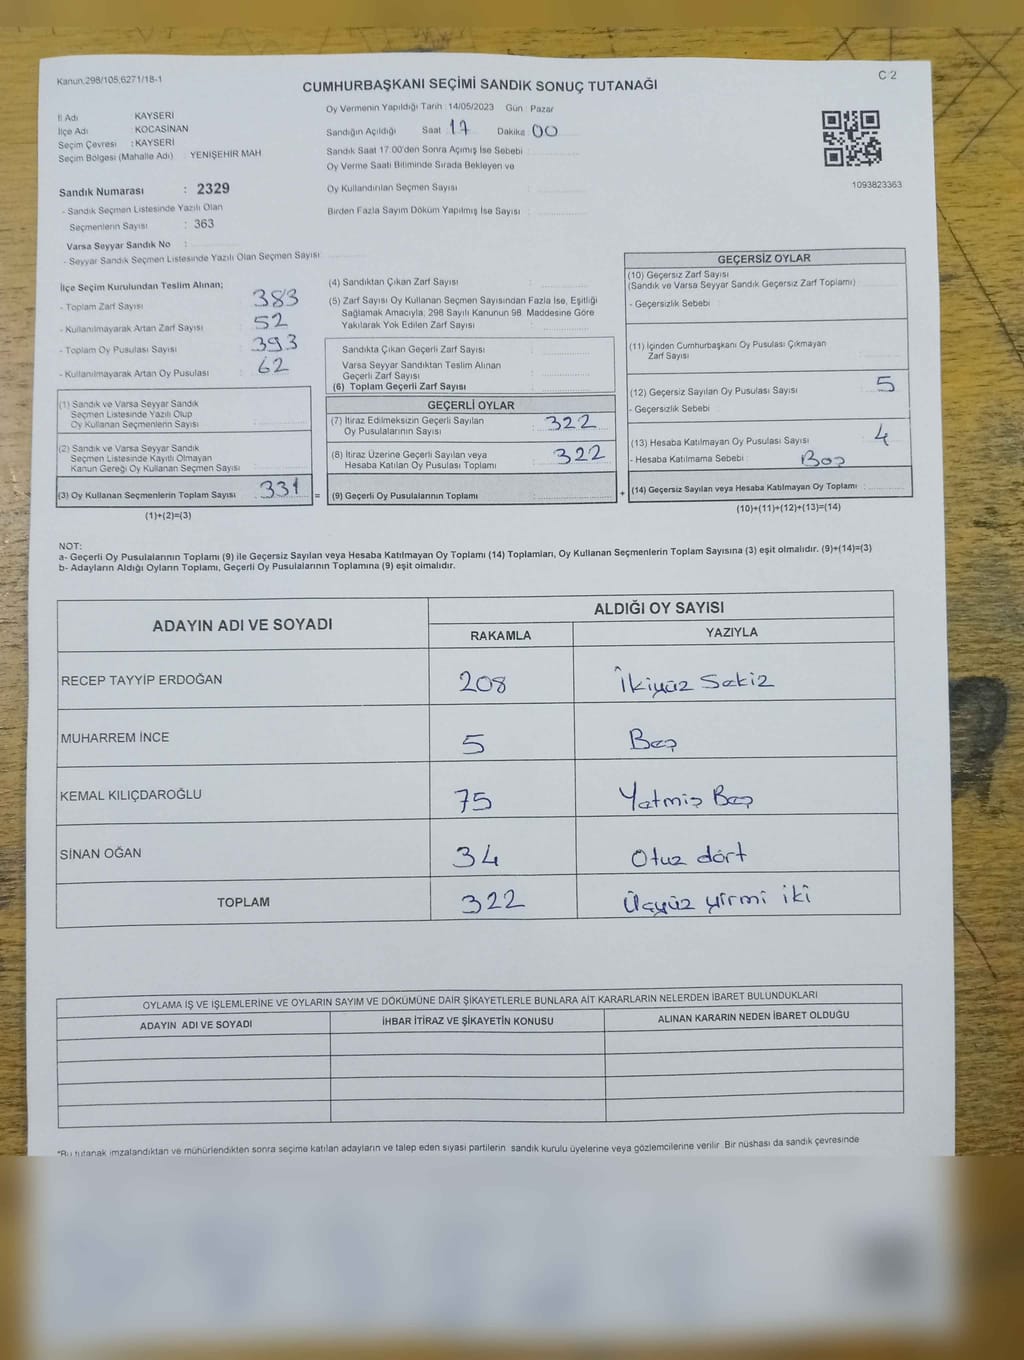 Kanun,298/105,6271/18-1
C 2
CUMHURBAŞKANI SEÇİMİ SANDIK SONUÇ TUTANAĞI
İl Adı KAYSERİ
İlçe Adı KOCASİNAN
Seçim Çevresi : KAYSERİ
Seçim Bölgesi (Mahalle Adı) : YENİŞEHİR MAH
Sandık Numarası : 2329
- Sandık Seçmen Listesinde Yazılı Olan
Seçmenlerin Sayısı : 363
Varsa Seyyar Sandık No :
- Seyyar Sandık Seçmen Listesinde Yazılı Olan Seçmen Sayısı
Oy Vermenin Yapıldığı Tarih : 14/05/2023 Gün : Pazar
Sandığın Açıldığı Saat 17 Dakika 00
Sandık Saat 17:00'den Sonra Açımış İse Sebebi :
Oy Verme Saati Bitiminde Sırada Bekleyen ve
Oy Kullandırılan Seçmen Sayısı
Birden Fazla Sayım Döküm Yapılmış İse Sayısı :
1093823363
İlçe Seçim Kurulundan Teslim Alınan;
- Toplam Zarf Sayısı 383
- Kullanılmayarak Artan Zarf Sayısı 52
- Toplam Oy Pusulası Sayısı 393
- Kullanılmayarak Artan Oy Pusulası 62
(1) Sandık ve Varsa Seyyar Sandık
Seçmen Listesinde Yazılı Olup
Oy Kullanan Seçmenlerin Sayısı
(2) Sandık ve Varsa Seyyar Sandık
Seçmen Listesinde Kayıtlı Olmayan
Kanun Gereği Oy Kullanan Seçmen Sayısı :
(3) Oy Kullanan Seçmenlerin Toplam Sayısı 331 =
(1)+(2)=(3)
(4) Sandıktan Çıkan Zarf Sayısı :
(5) Zarf Sayısı Oy Kullanan Seçmen Sayısından Fazla İse, Eşitliği
Sağlamak Amacıyla, 298 Sayılı Kanunun 98. Maddesine Göre
Yakılarak Yok Edilen Zarf Sayısı :
Sandıkta Çıkan Geçerli Zarf Sayısı :
Varsa Seyyar Sandıktan Teslim Alınan
Geçerli Zarf Sayısı :
(6) Toplam Geçerli Zarf Sayısı :
GEÇERLİ OYLAR
(7) İtiraz Edilmeksizin Geçerli Sayılan
Oy Pusulalarının Sayısı : 322
(8) İtiraz Üzerine Geçerli Sayılan veya
Hesaba Katılan Oy Pusulası Toplamı : 322
(9) Geçerli Oy Pusulalarının Toplamı : +
GEÇERSİZ OYLAR
(10) Geçersiz Zarf Sayısı
(Sandık ve Varsa Seyyar Sandık Geçersiz Zarf Toplamı)
- Geçersizlik Sebebi :
(11) İçinden Cumhurbaşkanı Oy Pusulası Çıkmayan
Zarf Sayısı
(12) Geçersiz Sayılan Oy Pusulası Sayısı : 5
- Geçersizlik Sebebi
(13) Hesaba Katılmayan Oy Pusulası Sayısı : 4
- Hesaba Katılmama Sebebi : Boş
(14) Geçersiz Sayılan veya Hesaba Katılmayan Oy Toplamı :
(10)+(11)+(12)+(13)=(14)
NOT:
a- Geçerli Oy Pusulalarının Toplamı (9) ile Geçersiz Sayılan veya Hesaba Katılmayan Oy Toplamı (14) Toplamları, Oy Kullanan Seçmenlerin Toplam Sayısına (3) eşit olmalıdır. (9)+(14)=(3)
b- Adayların Aldığı Oyların Toplamı, Geçerli Oy Pusulalarının Toplamına (9) eşit olmalıdır.
ADAYIN ADI VE SOYADI ALDIĞI OY SAYISI
RAKAMLA YAZIYLA
RECEP TAYYİP ERDOĞAN 208 İkiyüz Sekiz
MUHARREM İNCE 5 Beş
KEMAL KILIÇDAROĞLU 75 Yetmiş Beş
SİNAN OĞAN 34 Otuz dört
TOPLAM 322 Üçyüz yirmi iki
OYLAMA İŞ VE İŞLEMLERİNE VE OYLARIN SAYIM VE DÖKÜMÜNE DAİR ŞİKAYETLERLE BUNLARA AİT KARARLARIN NELERDEN İBARET BULUNDUKLARI
ADAYIN ADI VE SOYADI İHBAR İTİRAZ VE ŞİKAYETİN KONUSU ALINAN KARARIN NEDEN İBARET OLDUĞU
*Bu tutanak imzalandıktan ve mühürlendikten sonra seçime katılan adayların ve talep eden siyasi partilerin sandık kurulu üyelerine veya gözlemcilerine verilir. Bir nüshası da sandık çevresinde